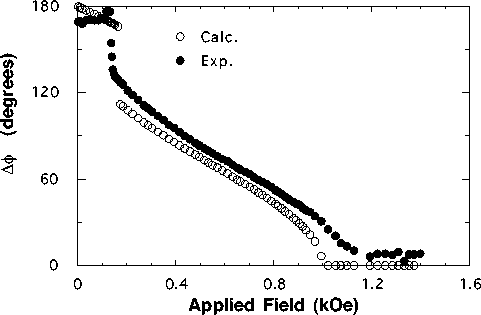 180
120
60
0
Δϕ (degrees)
Calc.
Exp.
0 0.4 0.8 1.2 1.6
Applied Field (kOe)